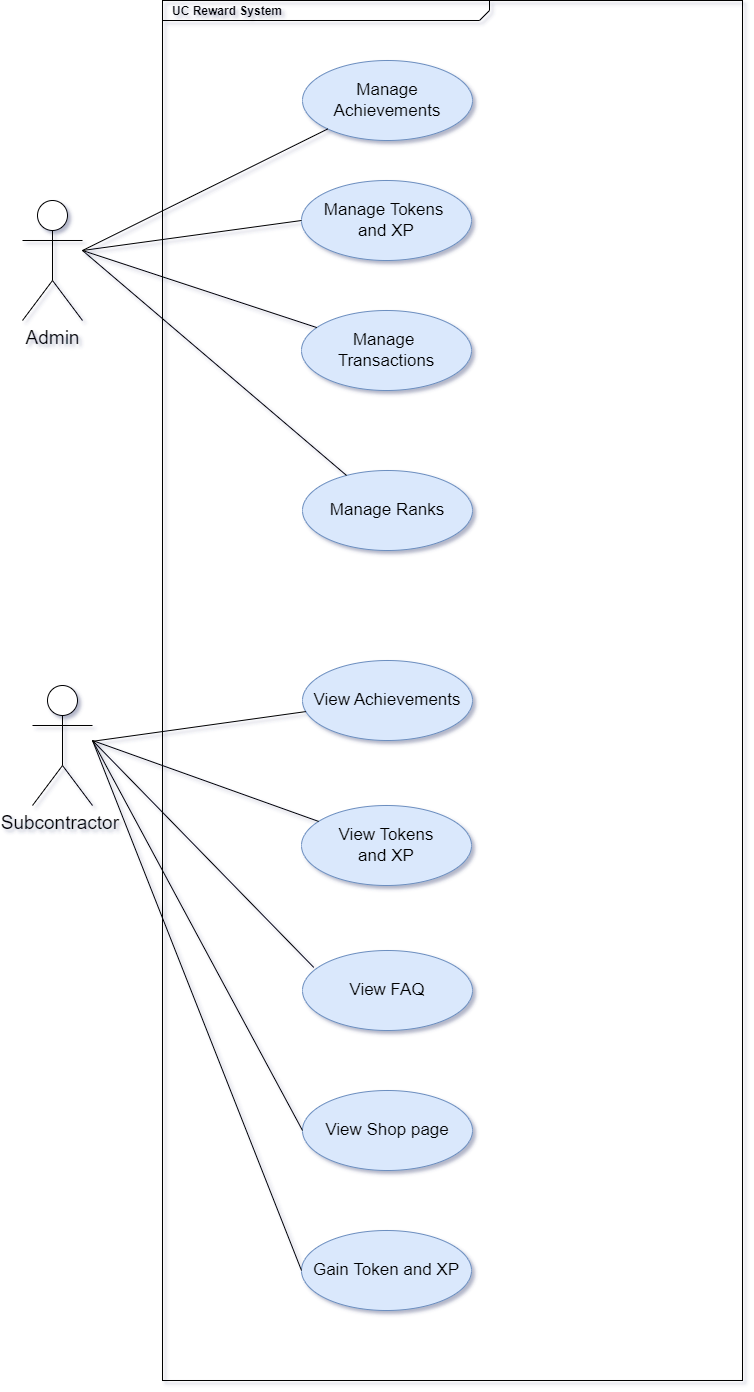 UC Reward System
Manage
Achievements
Manage Tokens
and XP
Admin
Manage
Transactions
Manage Ranks
View Achievements
Subcontractor
View Tokens
and XP
View FAQ
View Shop page
Gain Token and XP